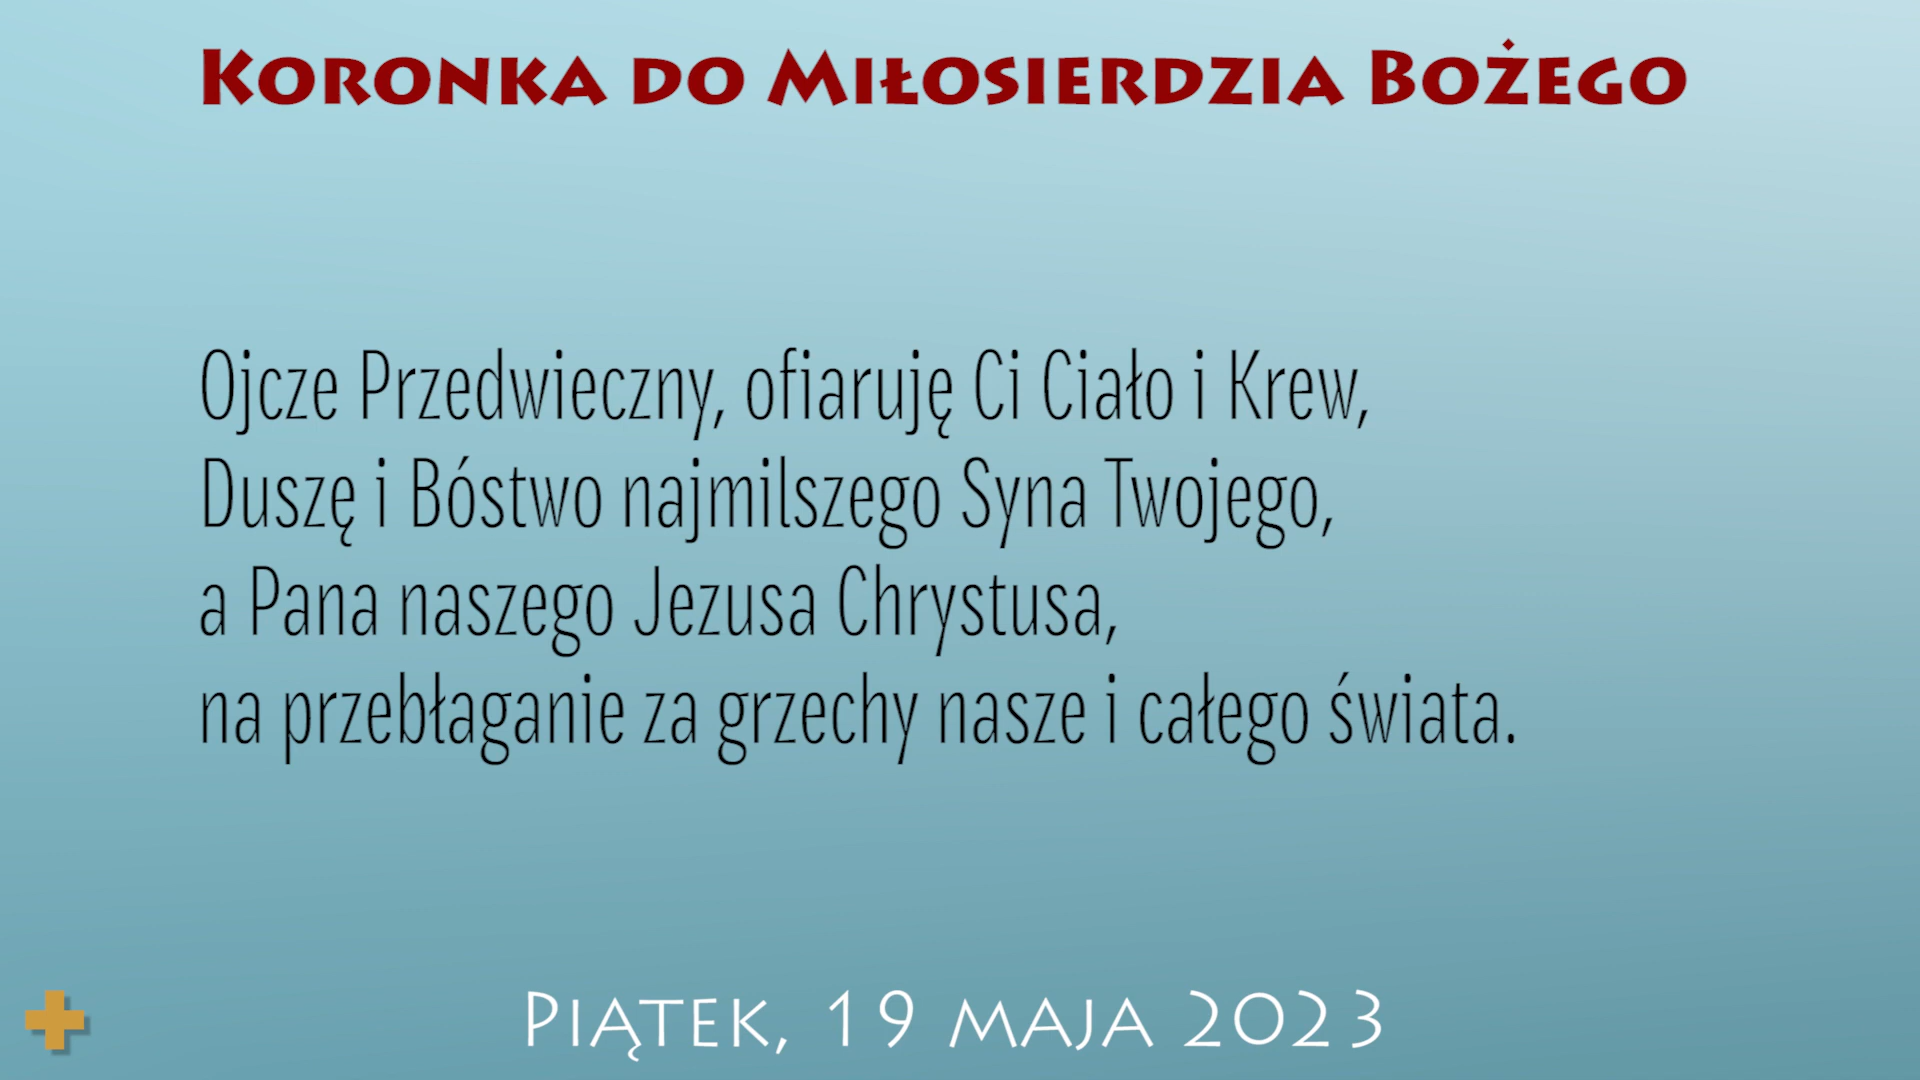 Koronka do Miłosierdzia Bożego
Ojcze Przedwieczny, ofiaruję Ci Ciało i Krew,
Duszę i Bóstwo najmilszego Syna Twojego,
a Pana naszego Jezusa Chrystusa,
na przebłaganie za grzechy nasze i całego świata.
Piątek, 19 maja 2023